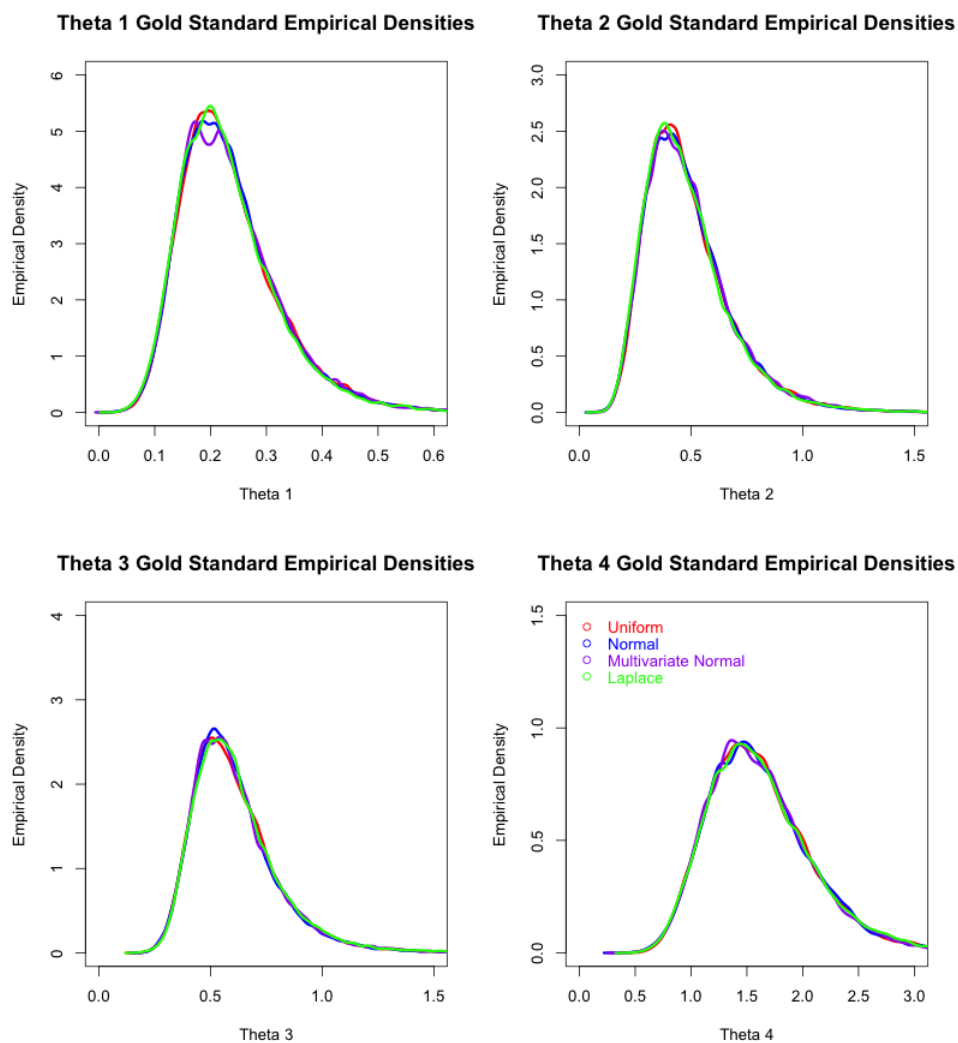 Theta 1 Gold Standard Empirical Densities
Empirical Density
6
5
4
3
2
1
0
0.0 0.1 0.2 0.3 0.4 0.5 0.6
Theta 1
Theta 2 Gold Standard Empirical Densities
Empirical Density
3.0
2.5
2.0
1.5
1.0
0.5
0.0
0.0 0.5 1.0 1.5
Theta 2
Theta 3 Gold Standard Empirical Densities
Empirical Density
4
3
2
1
0
0.0 0.5 1.0 1.5
Theta 3
Theta 4 Gold Standard Empirical Densities
Empirical Density
1.5
1.0
0.5
0.0
Uniform
Normal
Multivariate Normal
Laplace
0.0 0.5 1.0 1.5 2.0 2.5 3.0
Theta 4